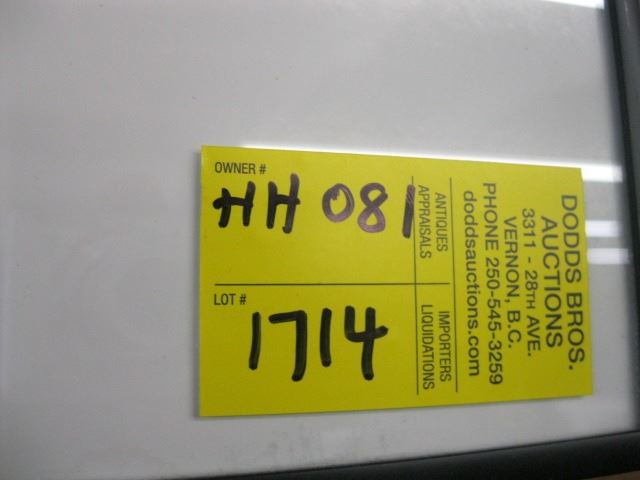 DODDS BROS.
AUCTIONS
3311 - 28TH AVE.
VERNON, B.C.
PHONE 250-545-3259
doddsauctions.com
ANTIQUES IMPORTERS
APPRAISALS LIQUIDATIONS
OWNER #
HH 081
LOT #
1714